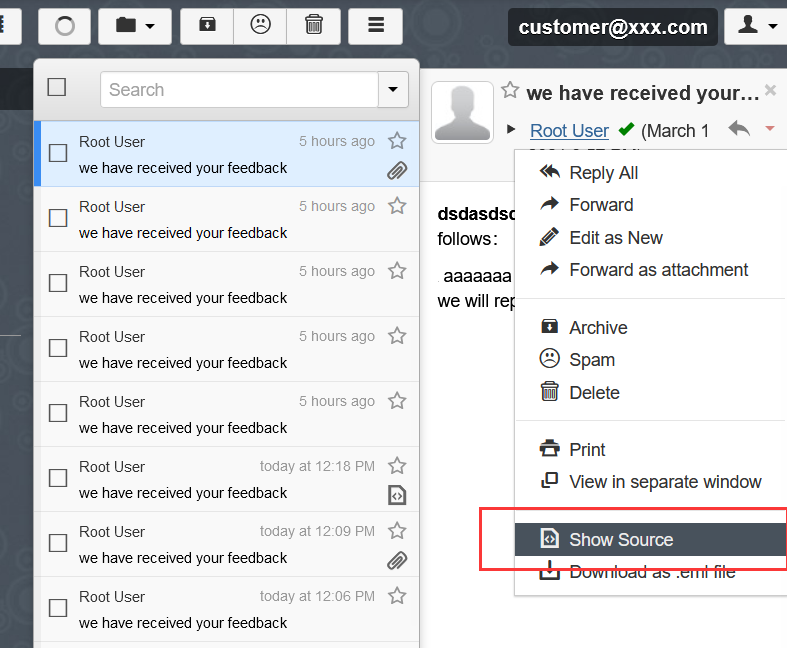 customer@xxx.com
Search
Root User 5 hours ago
we have received your feedback
Root User 5 hours ago
we have received your feedback
Root User 5 hours ago
we have received your feedback
Root User 5 hours ago
we have received your feedback
Root User 5 hours ago
we have received your feedback
Root User today at 12:18 PM
we have received your feedback
Root User today at 12:09 PM
we have received your feedback
Root User today at 12:06 PM
we have received your feedback
we have received your…
Root User (March 1
dsdasdsc
follows:
aaaaaaa
we will rep
Reply All
Forward
Edit as New
Forward as attachment
Archive
Spam
Delete
Print
View in separate window
Show Source
Download as .eml file